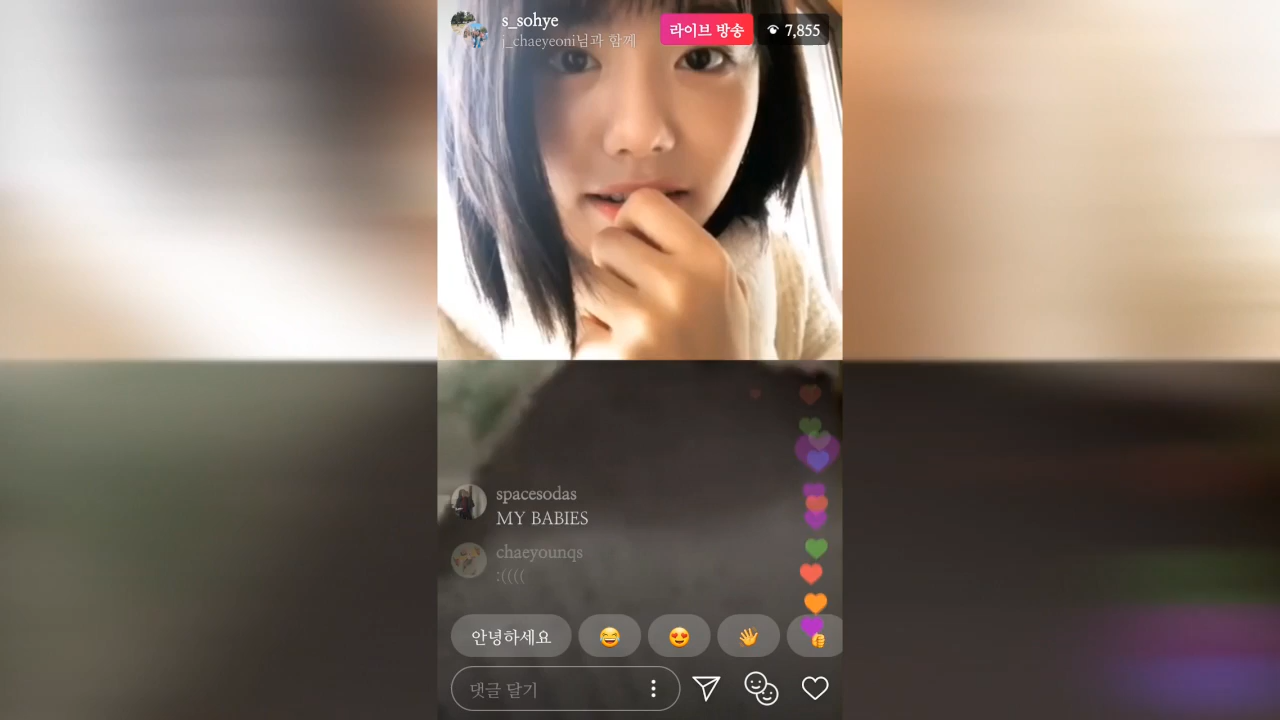 s_sohye
j_chaeyeoni님과 함께
라이브 방송
7,855
spacesodas
MY BABIES
chaeyounqs
:((((
안녕하세요
댓글 달기